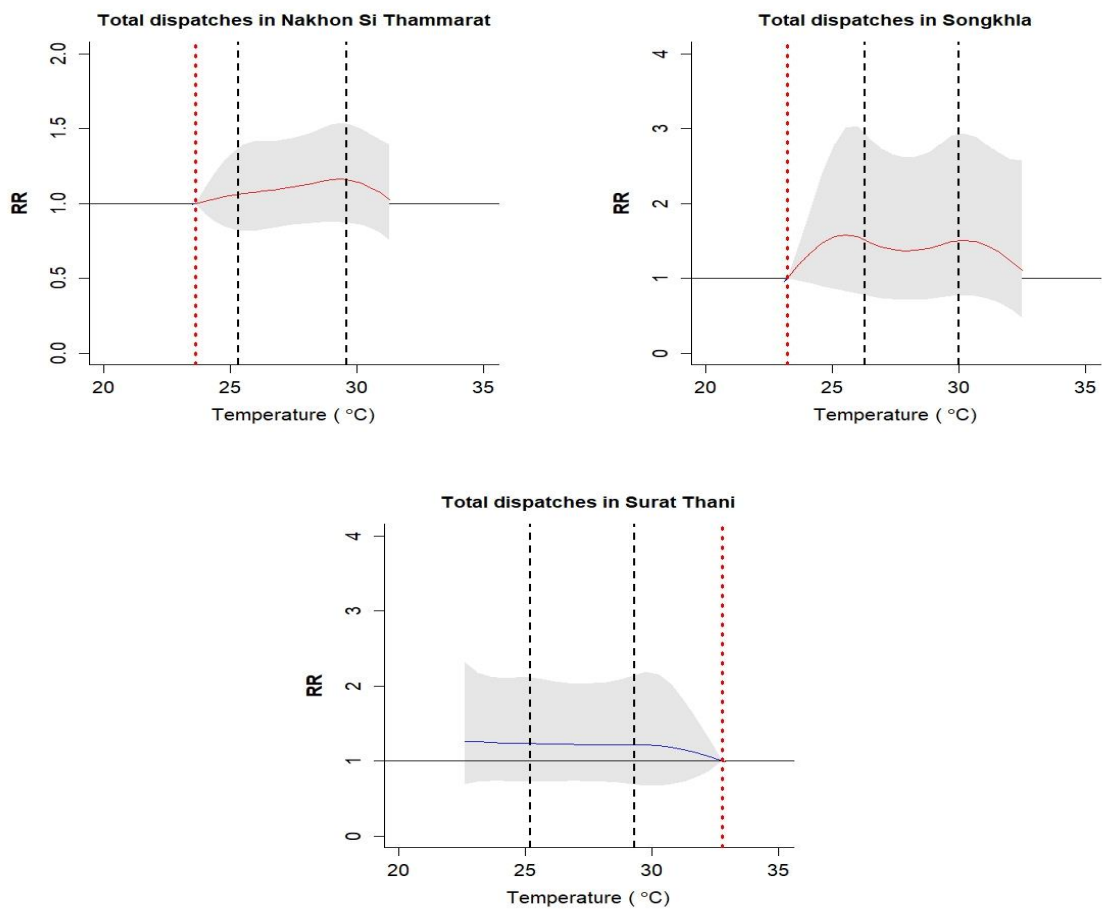 Total dispatches in Nakhon Si Thammarat
2.0
1.5
1.0
0.5
0.0
RR
20 25 30 35
Temperature ( °C)
Total dispatches in Songkhla
4
3
2
1
0
RR
20 25 30 35
Temperature ( °C)
Total dispatches in Surat Thani
4
3
2
1
0
RR
20 25 30 35
Temperature ( °C)